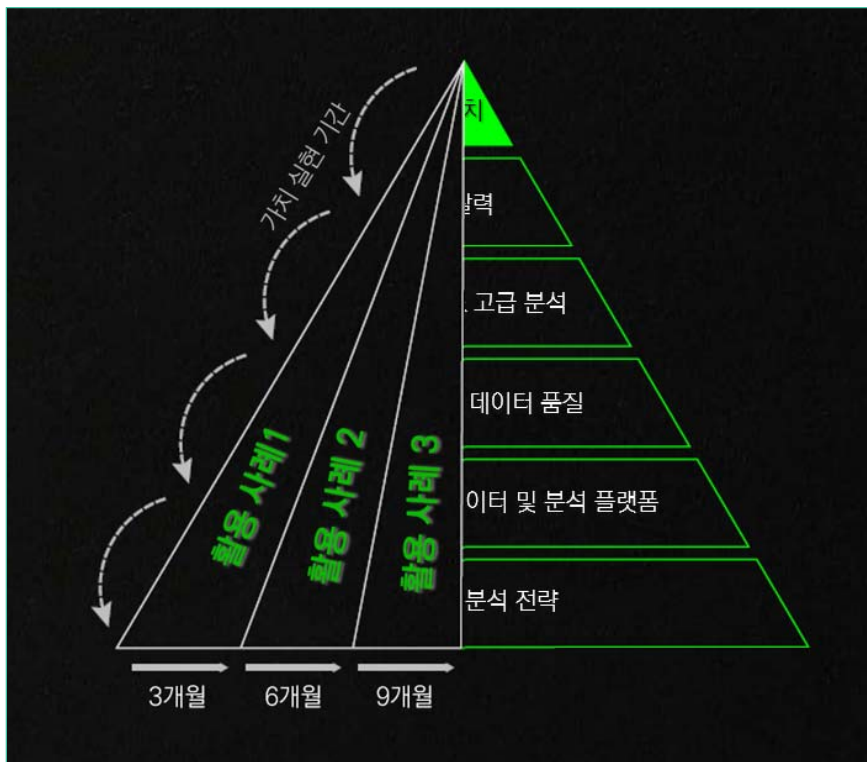 가치 실현 기간
치
력
고급 분석
데이터 품질
이터 및 분석 플랫폼
분석 전략
활용 사례1
활용 사례 2
활용 사례 3
3개월
6개월
9개월